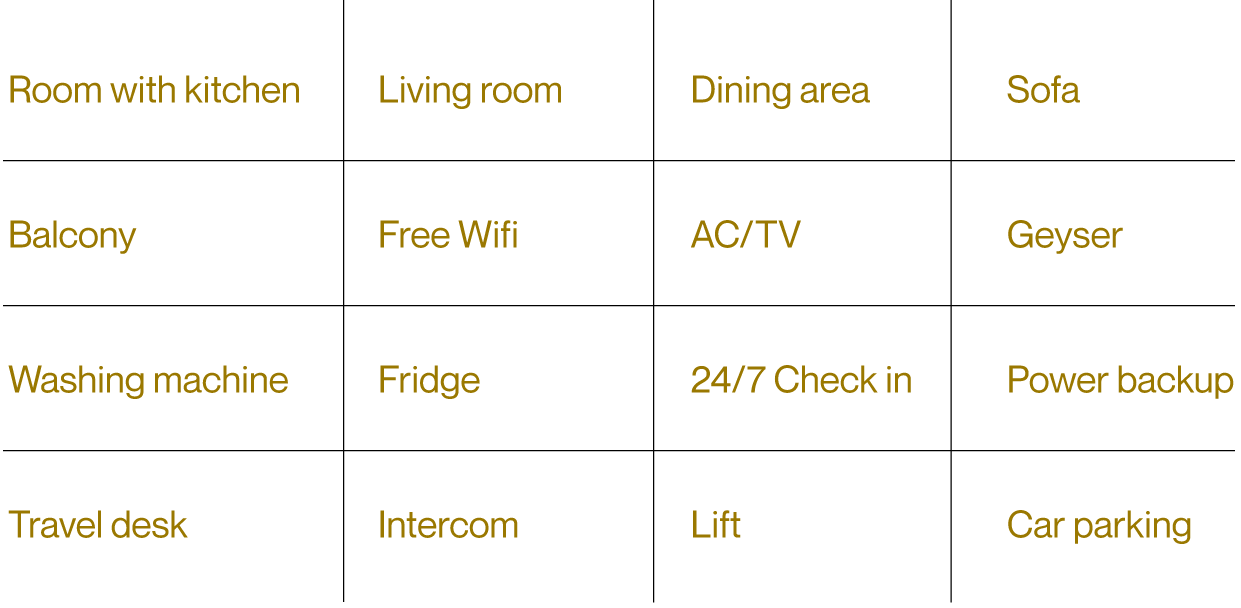 Room with kitchen
Living room
Dining area
Sofa
Balcony
Free Wifi
AC/TV
Geyser
Washing machine
Fridge
24/7 Check in
Power backup
Travel desk
Intercom
Lift
Car parking